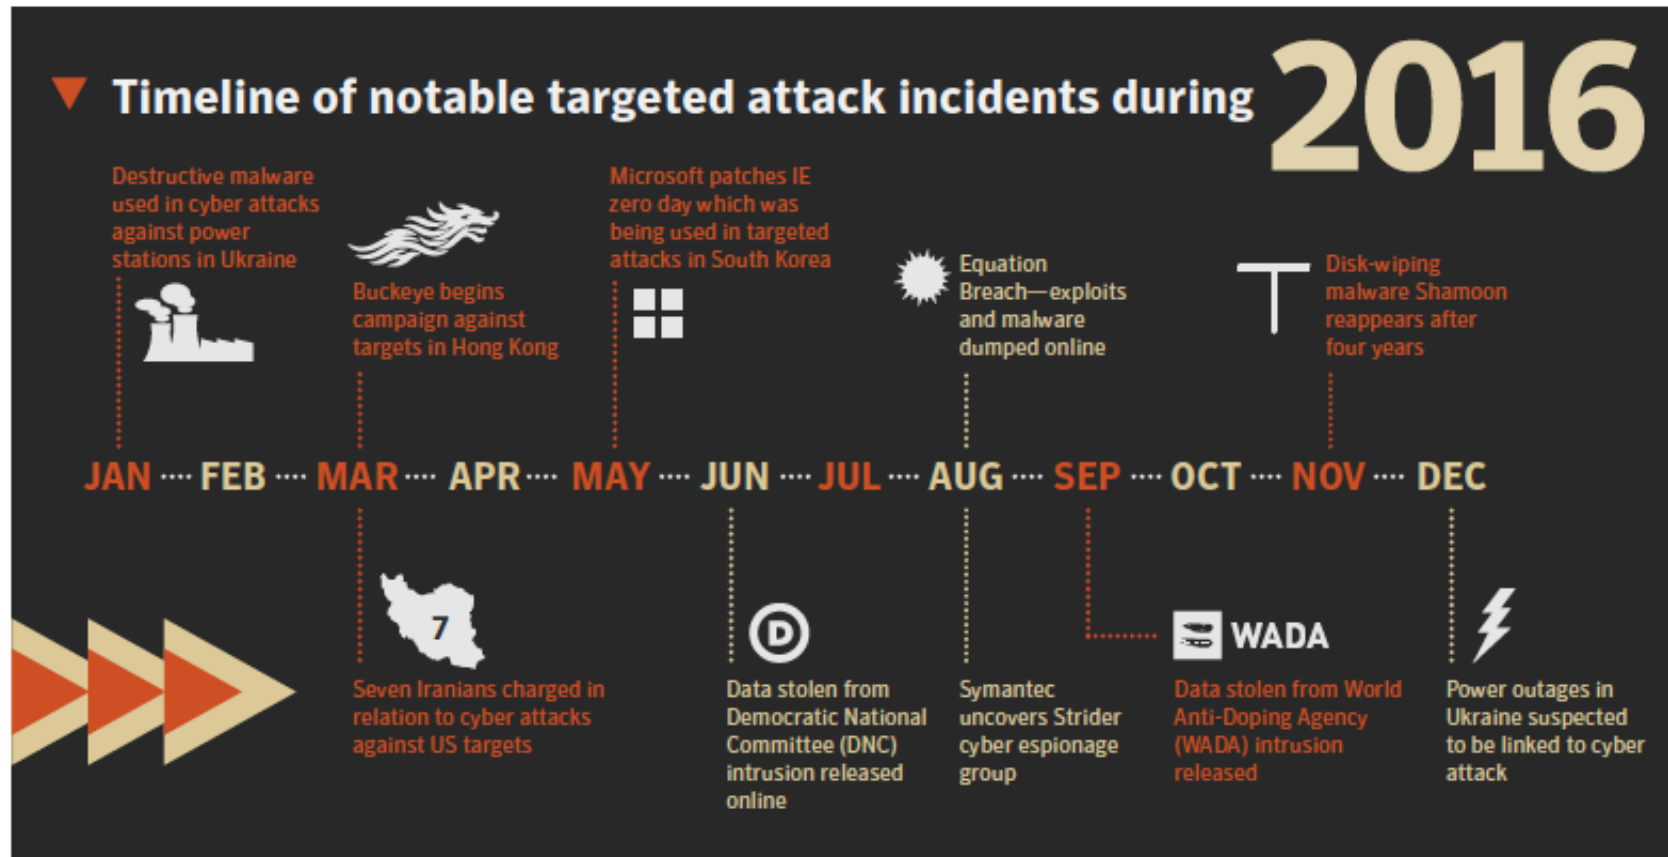 Timeline of notable targeted attack incidents during 2016
Destructive malware
used in cyber attacks
against power
stations in Ukraine
Buckeye begins
campaign against
targets in Hong Kong
Microsoft patches IE
zero day which was
being used in targeted
attacks in South Korea
Equation
Breach—exploits
and malware
dumped online
Disk-wiping
malware Shamoon
reappears after
four years
JAN FEB MAR APR MAY JUN JUL AUG SEP OCT NOV DEC
7
Seven Iranians charged in
relation to cyber attacks
against US targets
D
Data stolen from
Democratic National
Committee (DNC)
intrusion released
online
Symantec
uncovers Strider
cyber espionage
group
WADA
Data stolen from World
Anti-Doping Agency
(WADA) intrusion
released
Power outages in
Ukraine suspected
to be linked to cyber
attack